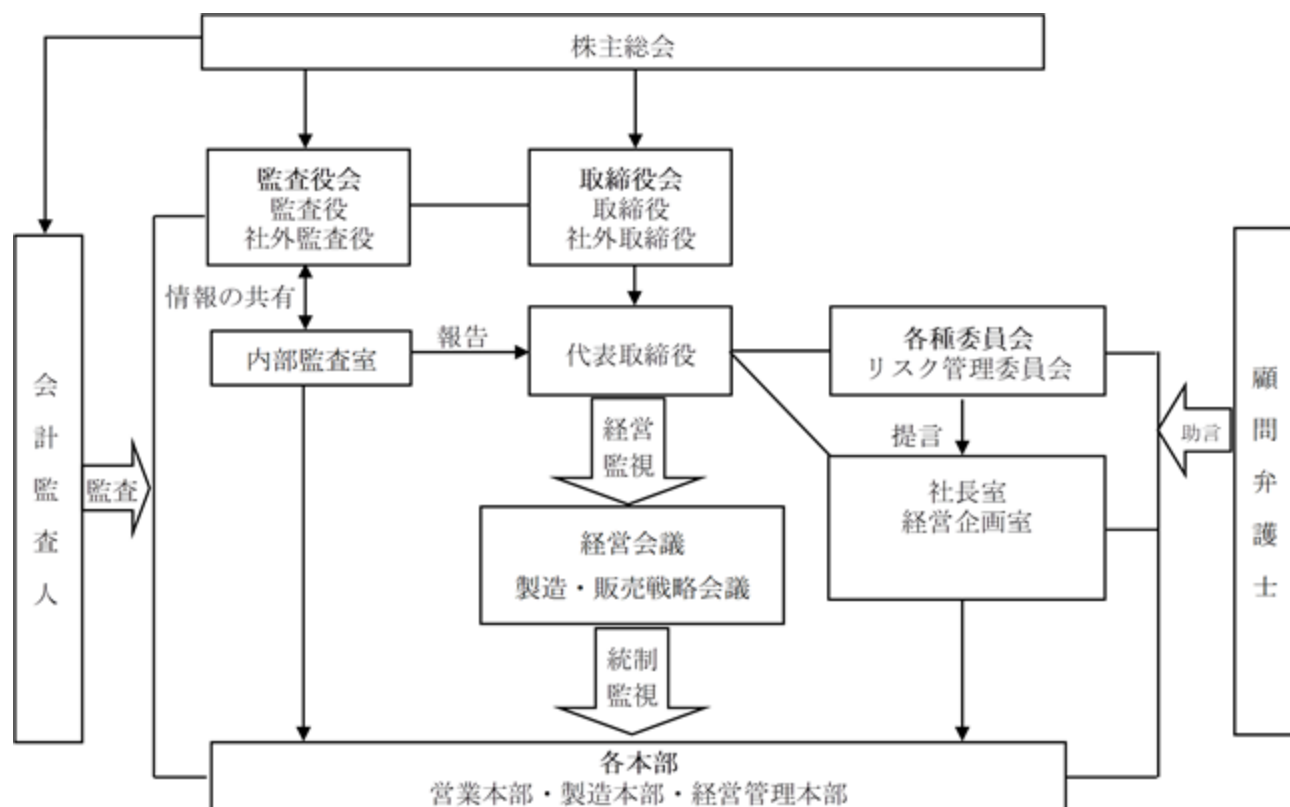 株主総会
監査役会
監査役
社外監査役
取締役会
取締役
社外取締役
情報の共有
内部監査室
報告
代表取締役
各種委員会
リスク管理委員会
会計監査人
監査
経営
監視
提言
助言
顧問弁護士
社長室
経営企画室
経営会議
製造・販売戦略会議
統制
監視
各本部
営業本部・製造本部・経営管理本部